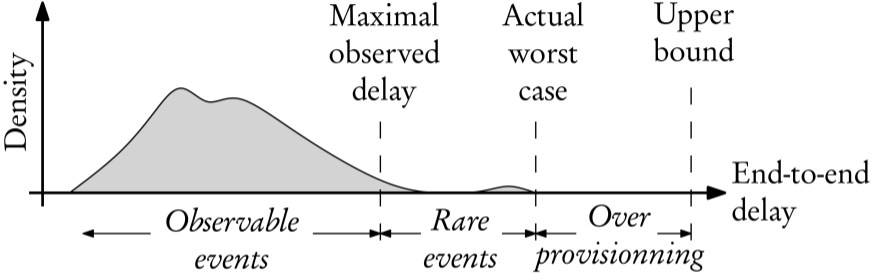 Density
Maximal
observed
delay
Actual
worst
case
Upper
bound
End-to-end
delay
Observable
events
Rare
events
Over
provisionning